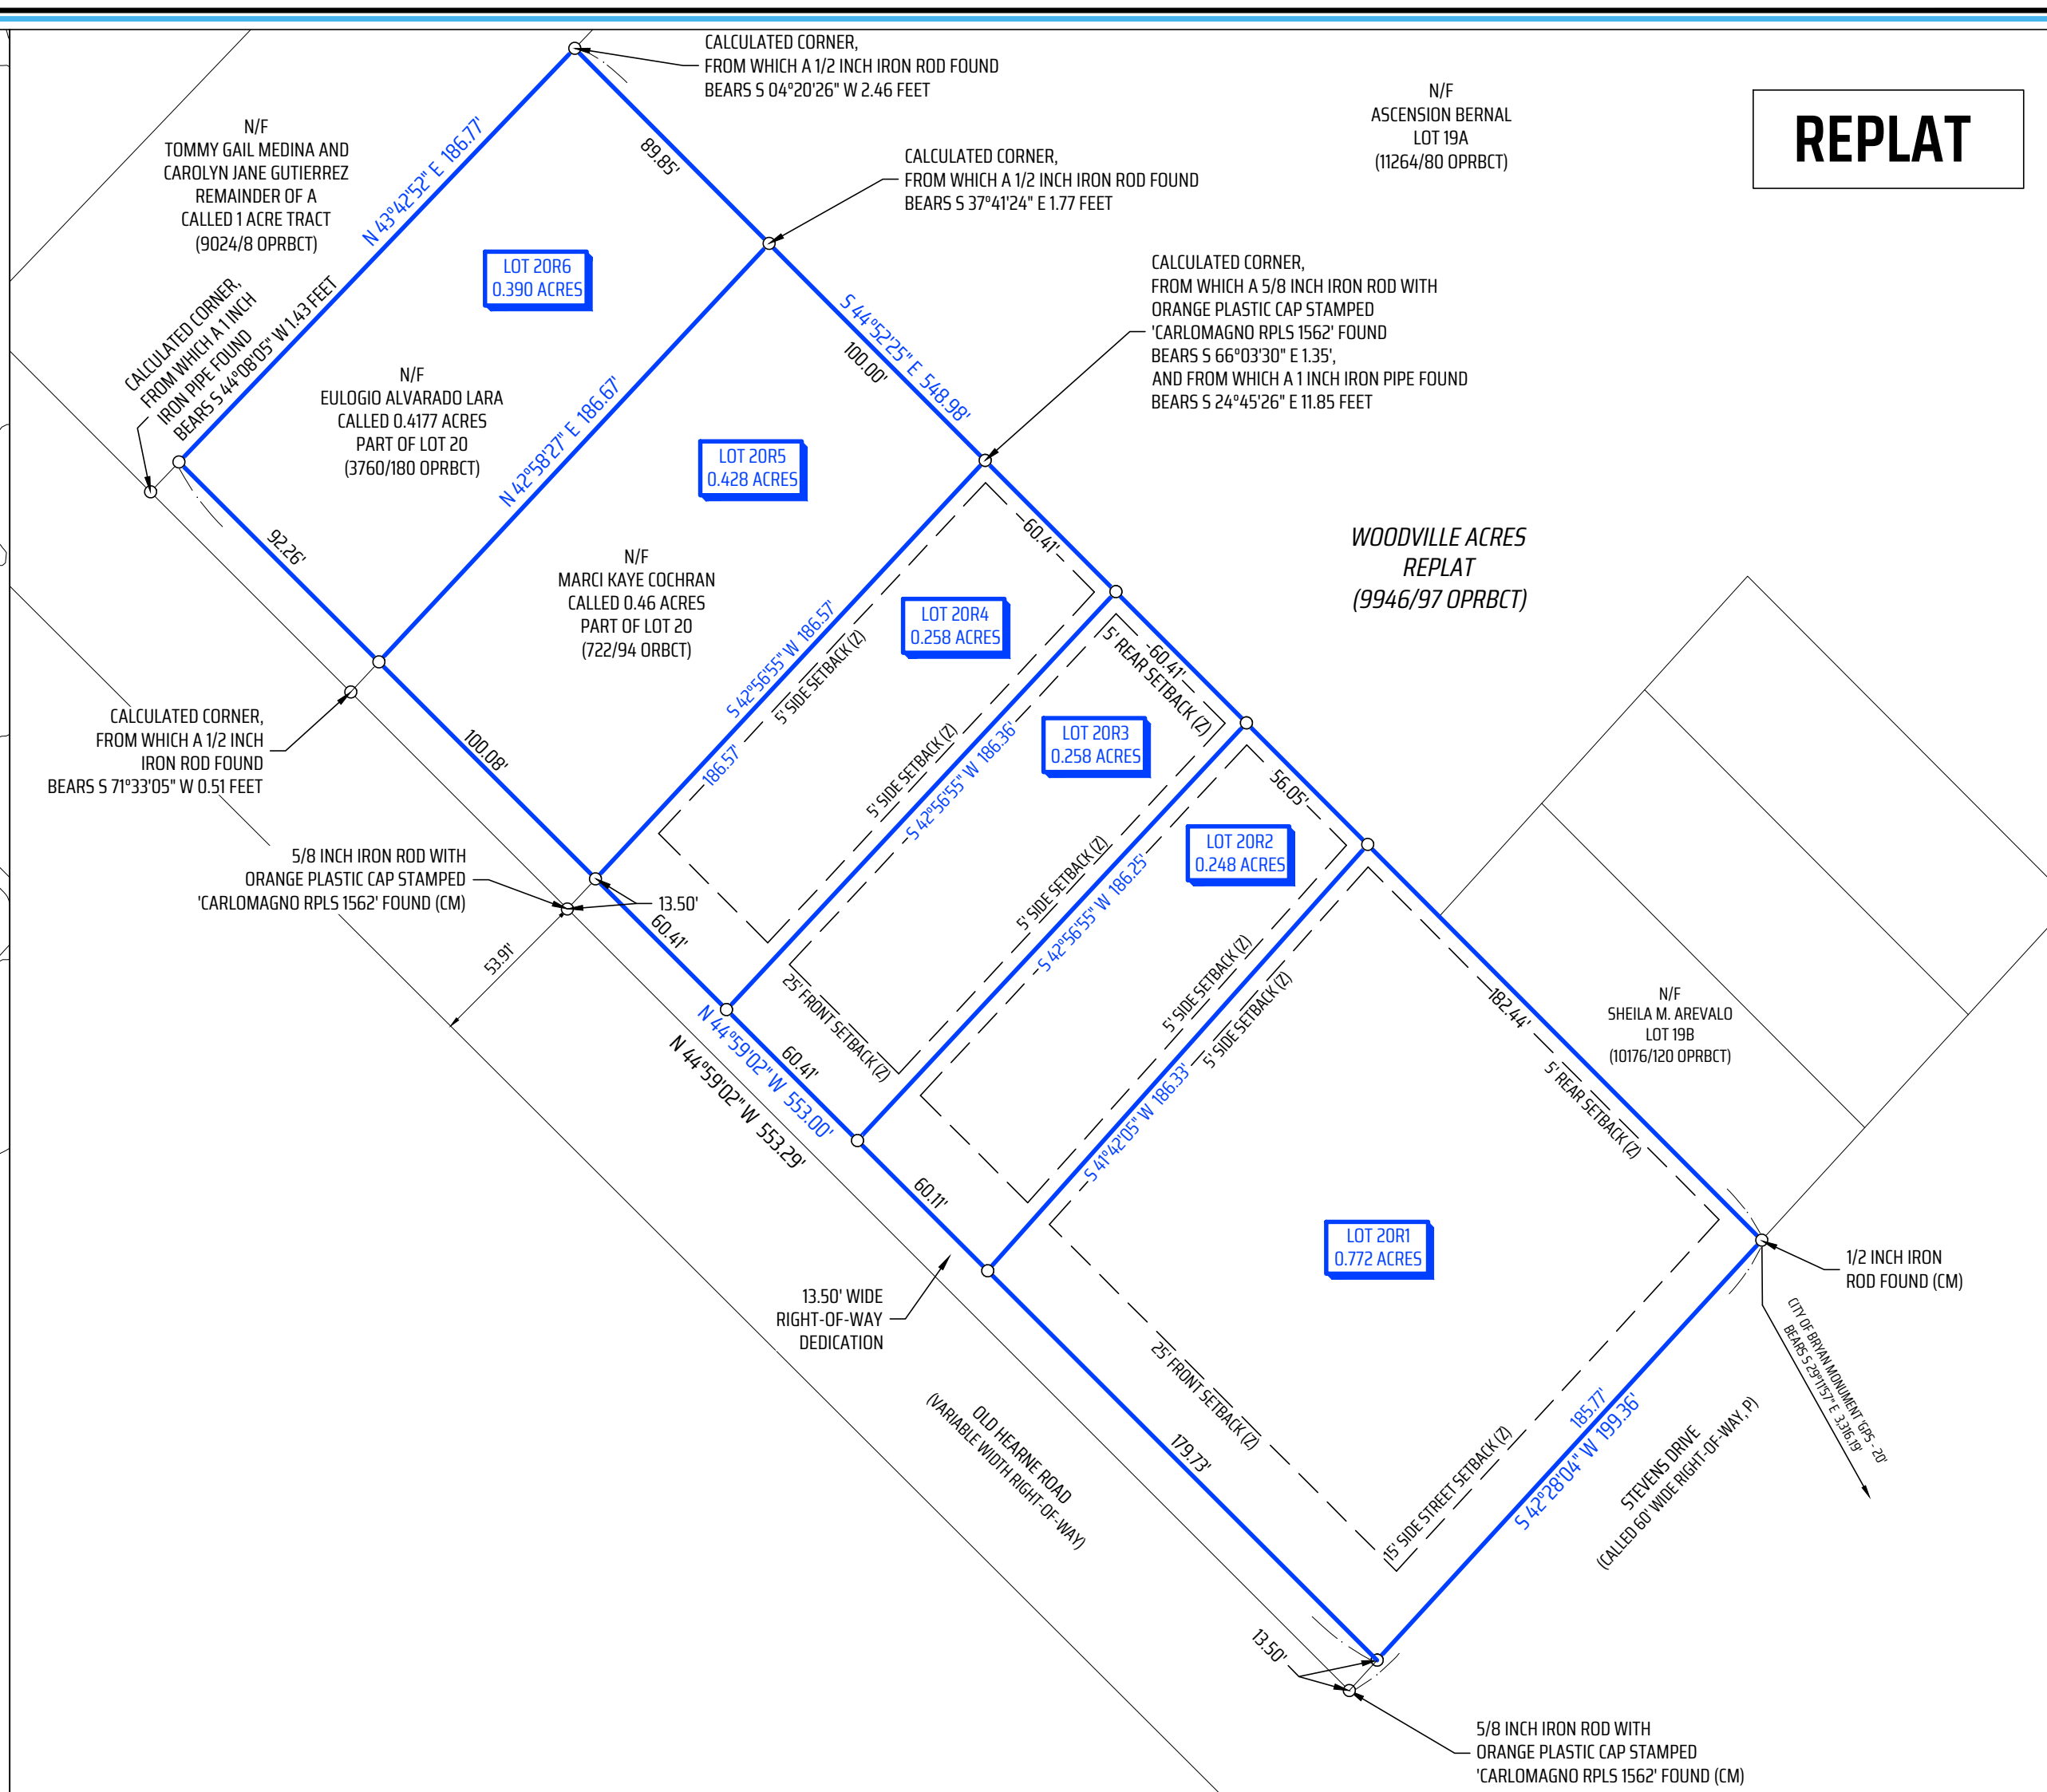 CALCULATED CORNER,
FROM WHICH A 1/2 INCH IRON ROD FOUND
BEARS S 04°20'26" W 2.46 FEET
N/F
ASCENSION BERNAL
LOT 19A
(11264/80 OPRBCT)
REPLAT
N/F
TOMMY GAIL MEDINA AND
CAROLYN JANE GUTIERREZ
REMAINDER OF A
CALLED 1 ACRE TRACT
(9024/8 OPRBCT)
N 43°42'52" E 186.77'
89.85'
CALCULATED CORNER,
FROM WHICH A 1/2 INCH IRON ROD FOUND
BEARS S 37°41'24" E 1.77 FEET
LOT 20R6
0.390 ACRES
CALCULATED CORNER,
FROM WHICH A 1 INCH
IRON PIPE FOUND
BEARS S 44°08'05" W 1.43 FEET
CALCULATED CORNER,
FROM WHICH A 5/8 INCH IRON ROD WITH
ORANGE PLASTIC CAP STAMPED
'CARLOMAGNO RPLS 1562' FOUND
BEARS S 66°03'30" E 1.35',
AND FROM WHICH A 1 INCH IRON PIPE FOUND
BEARS S 24°45'26" E 11.85 FEET
S 44°52'25" E 548.98'
100.00'
N/F
EULOGIO ALVARADO LARA
CALLED 0.4177 ACRES
PART OF LOT 20
(3760/180 OPRBCT)
N 42°58'27" E 186.67'
LOT 20R5
0.428 ACRES
92.26'
60.41'
N/F
MARCI KAYE COCHRAN
CALLED 0.46 ACRES
PART OF LOT 20
(722/94 ORBCT)
WOODVILLE ACRES
REPLAT
(9946/97 OPRBCT)
LOT 20R4
0.258 ACRES
S 42°56'55" W 186.57'
5' SIDE SETBACK (Z)
186.57'
60.41'
5' REAR SETBACK (Z)
CALCULATED CORNER,
FROM WHICH A 1/2 INCH
IRON ROD FOUND
BEARS S 71°33'05" W 0.51 FEET
100.08'
5' SIDE SETBACK (Z)
S 42°56'55" W 186.36'
LOT 20R3
0.258 ACRES
56.05'
5/8 INCH IRON ROD WITH
ORANGE PLASTIC CAP STAMPED
'CARLOMAGNO RPLS 1562' FOUND (CM)
13.50'
60.41'
53.91'
5' SIDE SETBACK (Z)
S 42°56'55" W 186.25'
LOT 20R2
0.248 ACRES
25' FRONT SETBACK (Z)
5' SIDE SETBACK (Z)
5' SIDE SETBACK (Z)
S 41°42'05" W 186.33'
182.44'
5' REAR SETBACK (Z)
N/F
SHEILA M. AREVALO
LOT 19B
(10176/120 OPRBCT)
60.41'
N 44°59'02" W 553.00'
N 44°59'02" W 553.29'
60.11'
LOT 20R1
0.772 ACRES
1/2 INCH IRON
ROD FOUND (CM)
13.50' WIDE
RIGHT-OF-WAY
DEDICATION
CITY OF BRYAN MONUMENT 'GPS - 20'
BEARS S 29°11'57" E 3,316.19'
25' FRONT SETBACK (Z)
185.77'
S 42°28'04" W 199.36'
15' SIDE STREET SETBACK (Z)
STEVENS DRIVE
(CALLED 60' WIDE RIGHT-OF-WAY, P)
OLD HEARNE ROAD
(VARIABLE WIDTH RIGHT-OF-WAY)
179.73'
13.50'
5/8 INCH IRON ROD WITH
ORANGE PLASTIC CAP STAMPED
'CARLOMAGNO RPLS 1562' FOUND (CM)